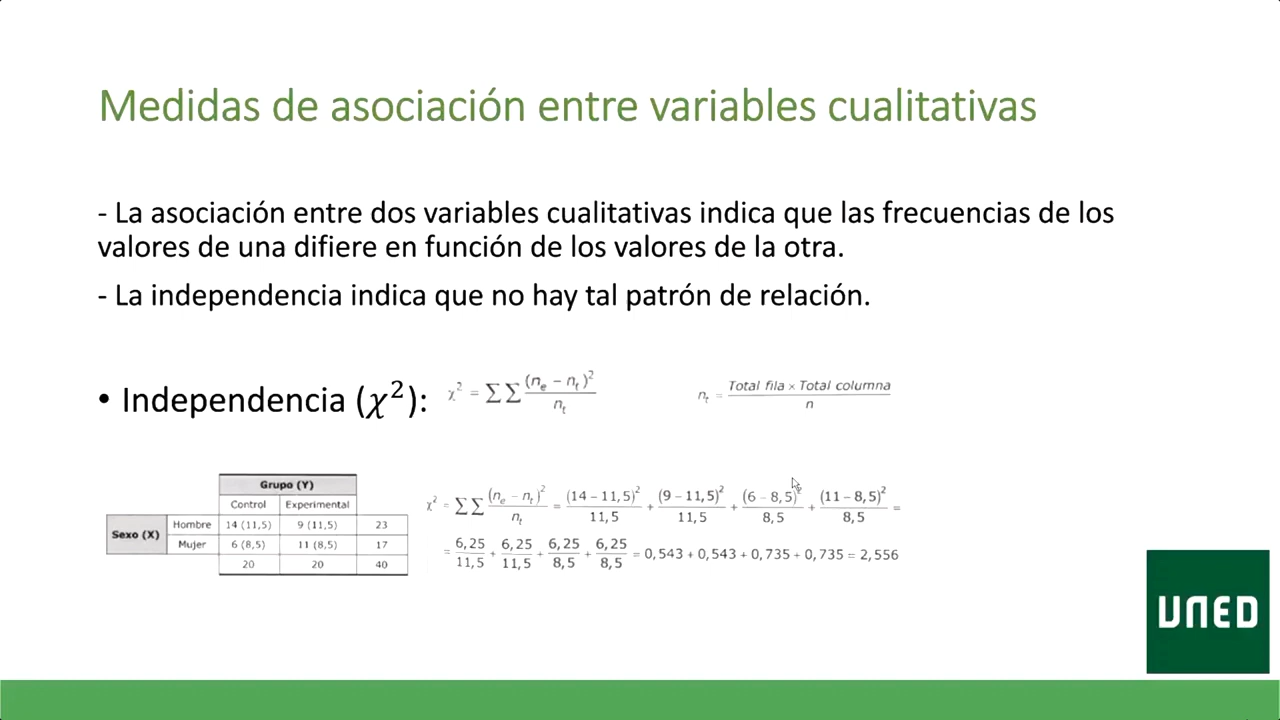 Medidas de asociación entre variables cualitativas
- La asociación entre dos variables cualitativas indica que las frecuencias de los
valores de una difiere en función de los valores de la otra.
- La independencia indica que no hay tal patrón de relación.
• Independencia (χ²): χ² = ∑∑ (nₑ − nₜ)² / nₜ    nₜ = Total fila × Total columna / n
Grupo (Y)
Control Experimental
Sexo (X)
Hombre 14 (11,5) 9 (11,5) 23
Mujer 6 (8,5) 11 (8,5) 17
20 20 40
χ² = ∑∑ (nₑ − nₜ)² / nₜ = (14 − 11,5)² / 11,5 + (9 − 11,5)² / 11,5 + (6 − 8,5)² / 8,5 + (11 − 8,5)² / 8,5 =
= 6,25 / 11,5 + 6,25 / 11,5 + 6,25 / 8,5 + 6,25 / 8,5 = 0,543 + 0,543 + 0,735 + 0,735 = 2,556
UNED